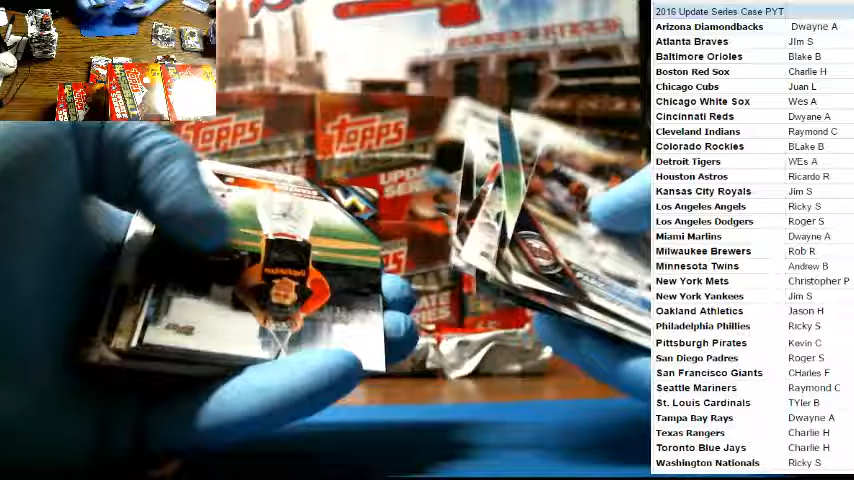 2016 Update Series Case PYT
Arizona Diamondbacks Dwayne A
Atlanta Braves JIm S
Baltimore Orioles Blake B
Boston Red Sox Charlie H
Chicago Cubs Juan L
Chicago White Sox Wes A
Cincinnati Reds Dwyane A
Cleveland Indians Raymond C
Colorado Rockies BLake B
Detroit Tigers WEs A
Houston Astros Ricardo R
Kansas City Royals Jim S
Los Angeles Angels Ricky S
Los Angeles Dodgers Roger S
Miami Marlins Dwayne A
Milwaukee Brewers Rob R
Minnesota Twins Andrew B
New York Mets Christopher P
New York Yankees Jim S
Oakland Athletics Jason H
Philadelphia Phillies Ricky S
Pittsburgh Pirates Kevin C
San Diego Padres Roger S
San Francisco Giants CHarles F
Seattle Mariners Raymond C
St. Louis Cardinals TYler B
Tampa Bay Rays Dwayne A
Texas Rangers Charlie H
Toronto Blue Jays Charlie H
Washington Nationals Ricky S
TOPPS
TOPPS